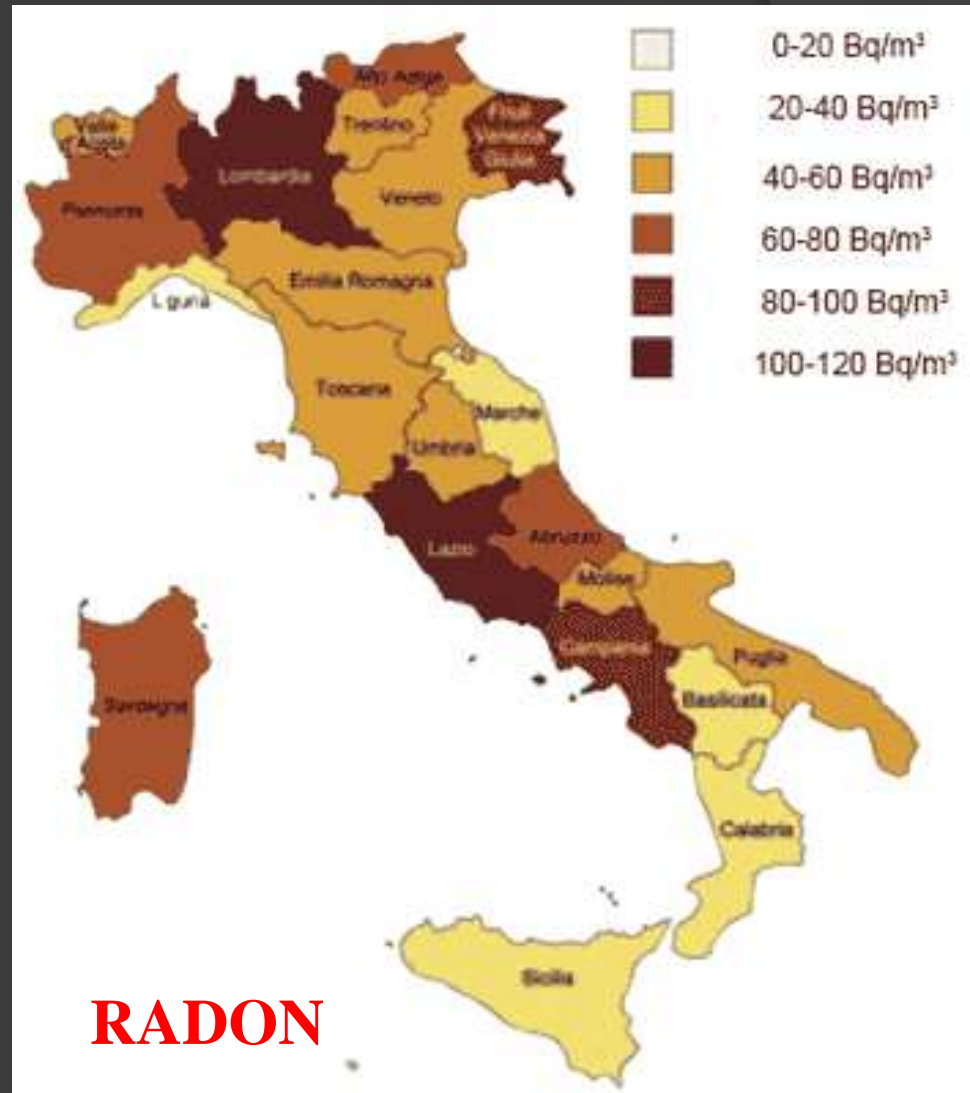 0-20 Bq/m³
20-40 Bq/m³
40-60 Bq/m³
60-80 Bq/m³
80-100 Bq/m³
100-120 Bq/m³
Alto Adige
Trentino
Friuli
Venezia
Giulia
Valle
Aosta
Lombardia
Veneto
Piemonte
Emilia Romagna
Liguria
Toscana
Marche
Umbria
Lazio
Abruzzo
Molise
Campania
Puglia
Basilicata
Sardegna
Calabria
Sicilia
RADON